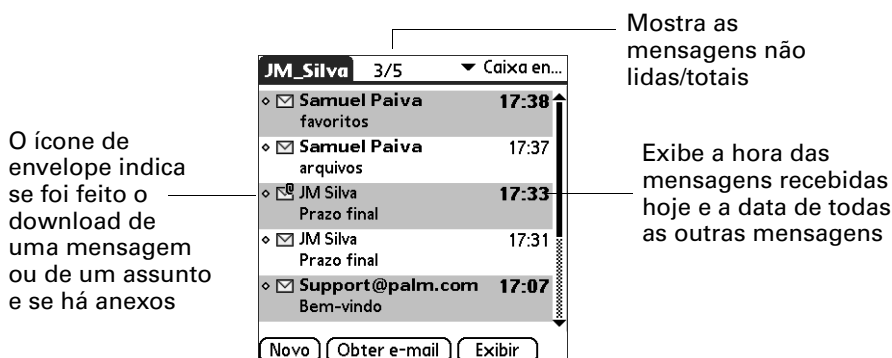 Mostra as
mensagens não
lidas/totais
JM_Silva 3/5 Caixa en...
Samuel Paiva 17:38
favoritos
Samuel Paiva 17:37
arquivos
JM Silva 17:33
Prazo final
JM Silva 17:31
Prazo final
Support@palm.com 17:07
Bem-vindo
Novo Obter e-mail Exibir
O ícone de
envelope indica
se foi feito o
download de
uma mensagem
ou de um assunto
e se há anexos
Exibe a hora das
mensagens recebidas
hoje e a data de todas
as outras mensagens